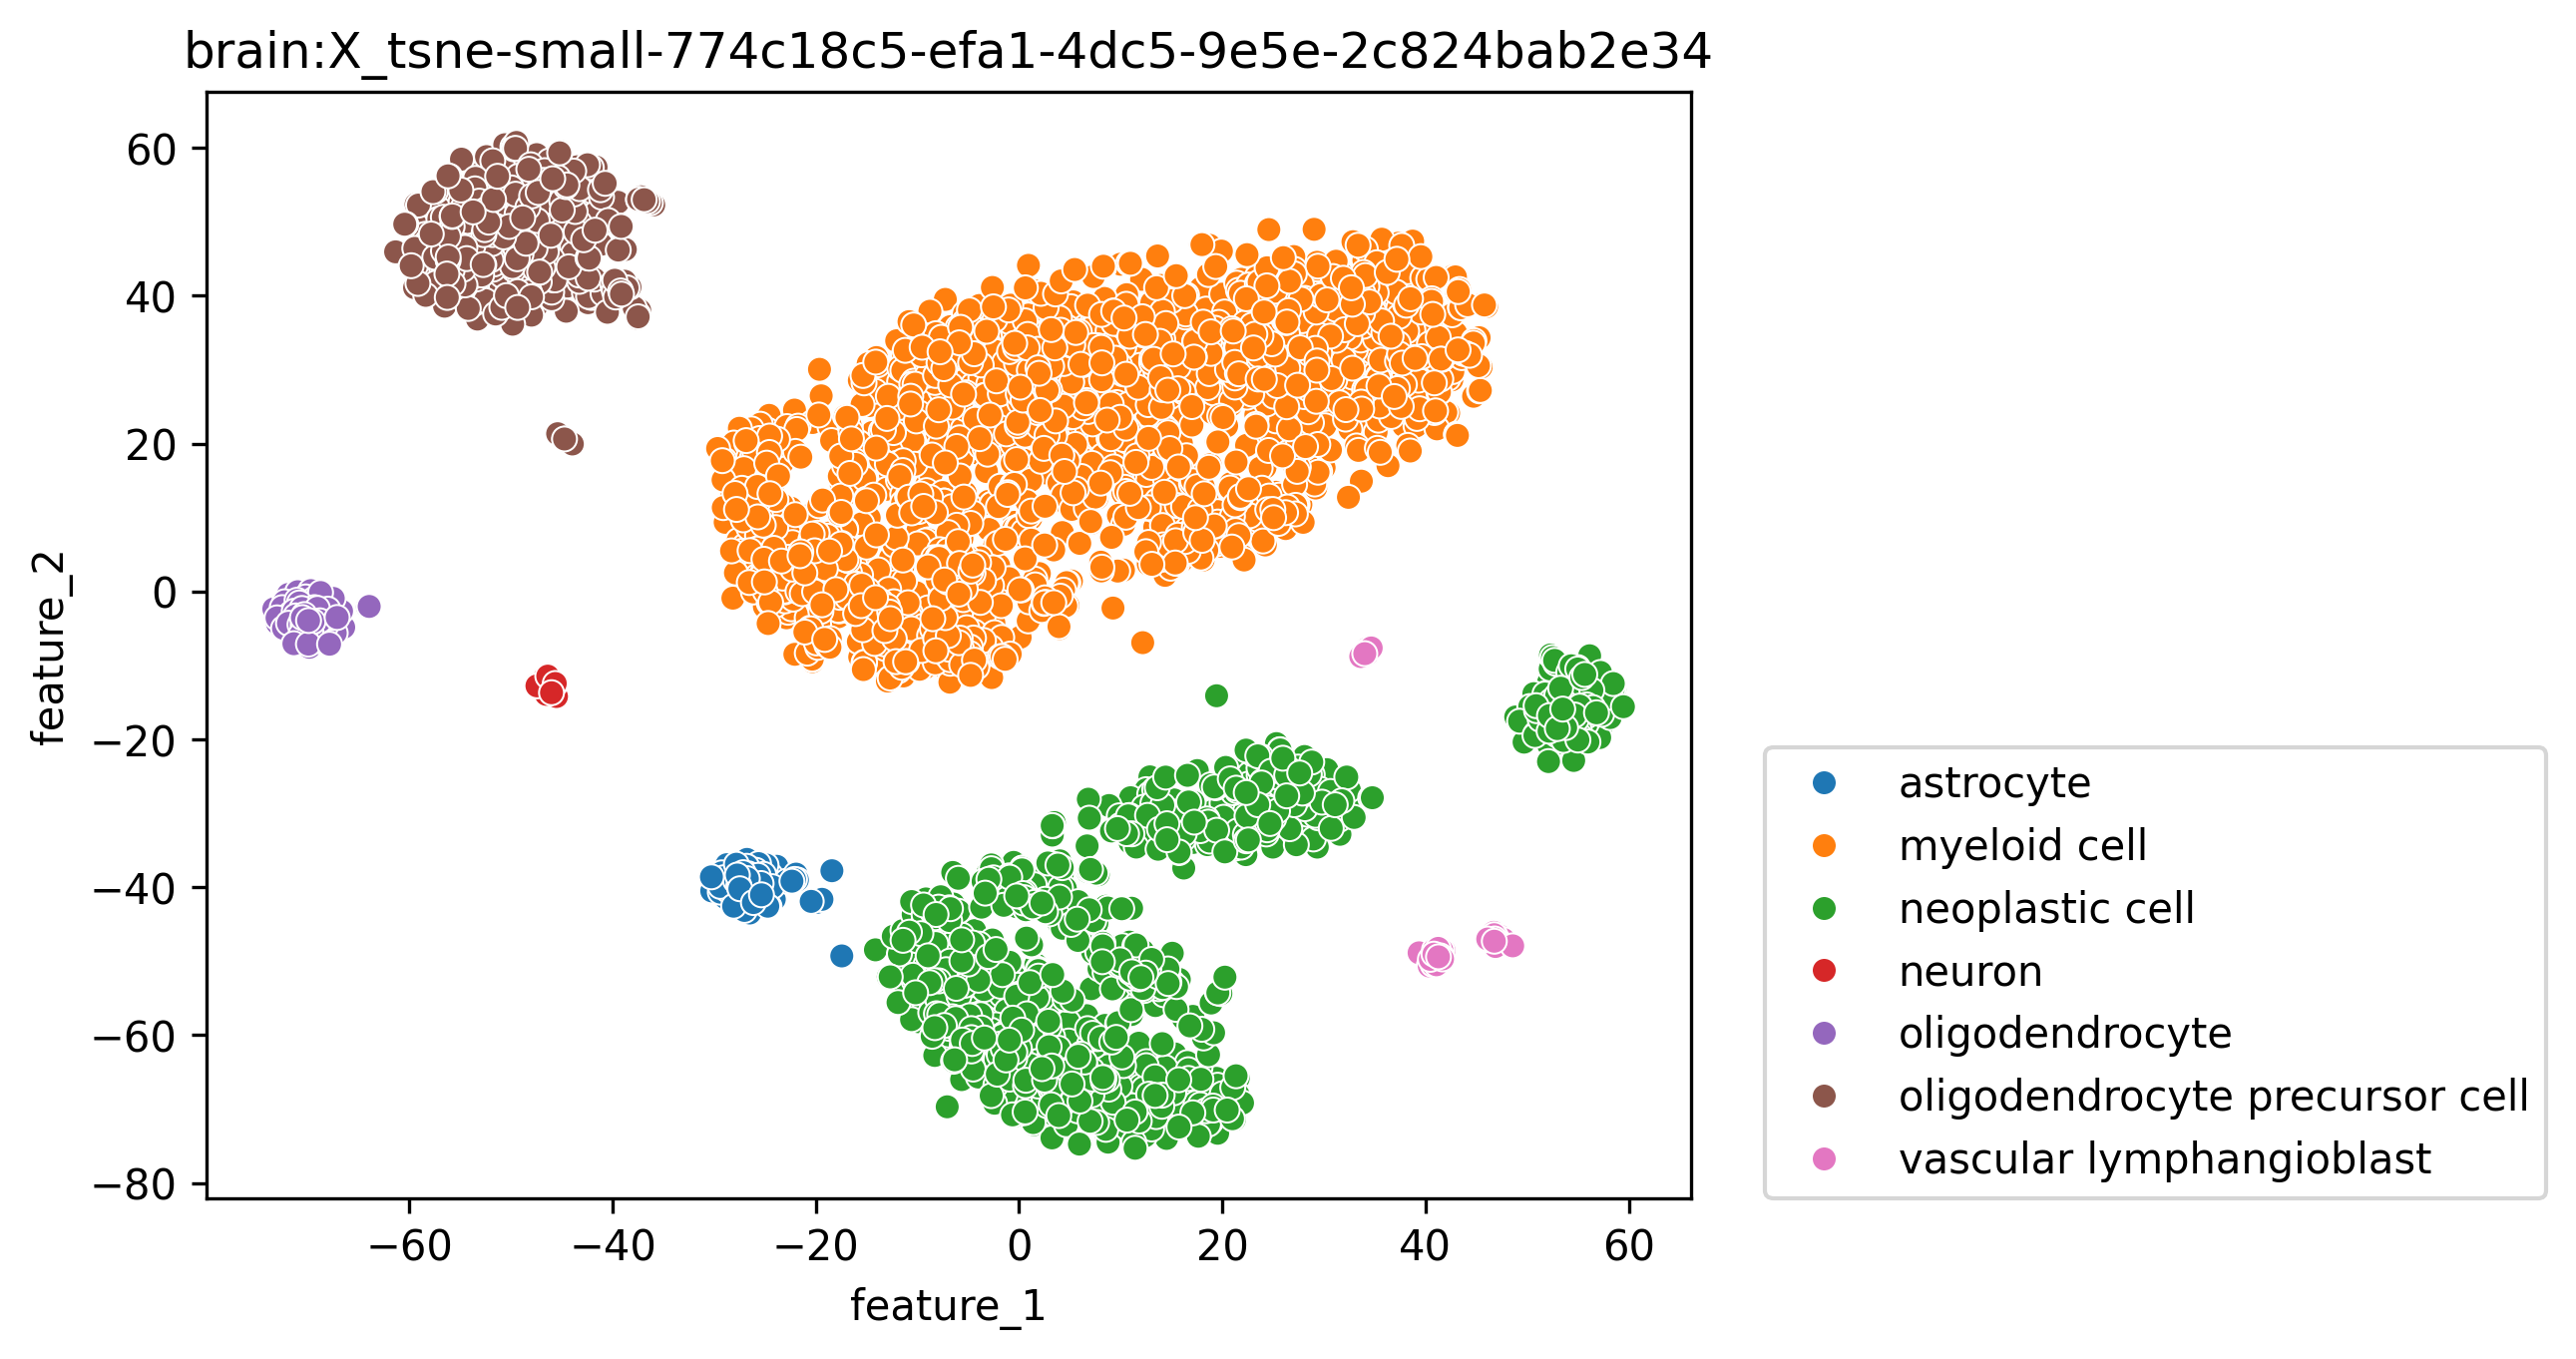 brain:X_tsne-small-774c18c5-efa1-4dc5-9e5e-2c824bab2e34
60
40
20
0
−20
−40
−60
−80
feature_2
−60 −40 −20 0 20 40 60
feature_1
astrocyte
myeloid cell
neoplastic cell
neuron
oligodendrocyte
oligodendrocyte precursor cell
vascular lymphangioblast